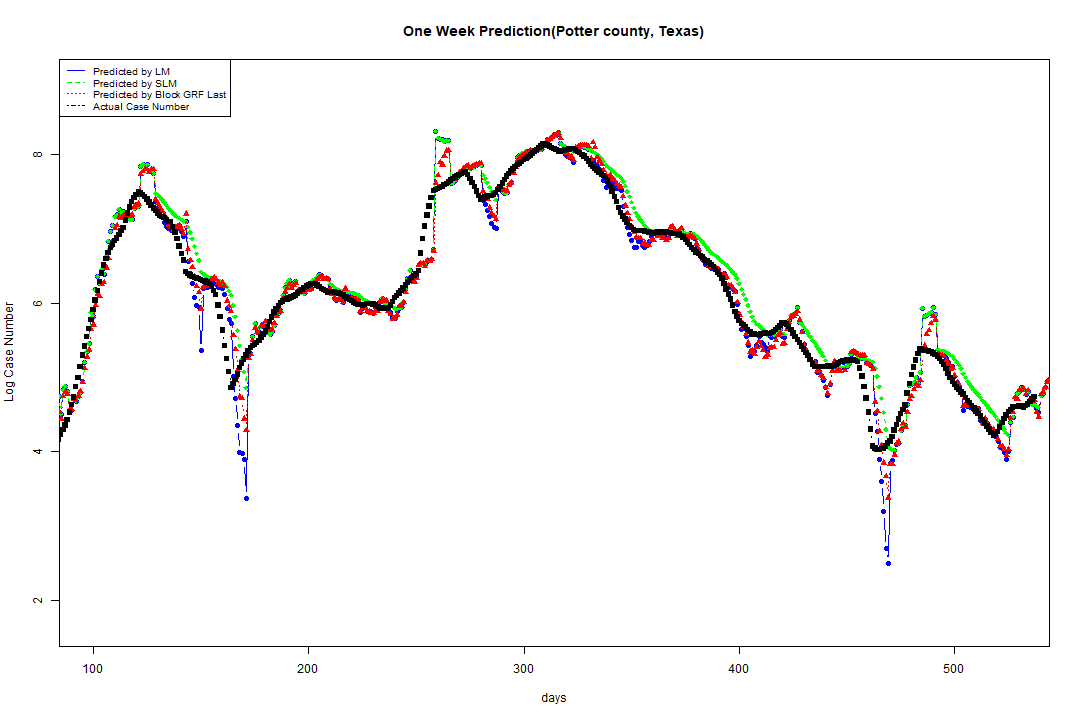 One Week Prediction(Potter county, Texas)
Predicted by LM
Predicted by SLM
Predicted by Block GRF Last
Actual Case Number
Log Case Number
8
6
4
2
100 200 300 400 500
days